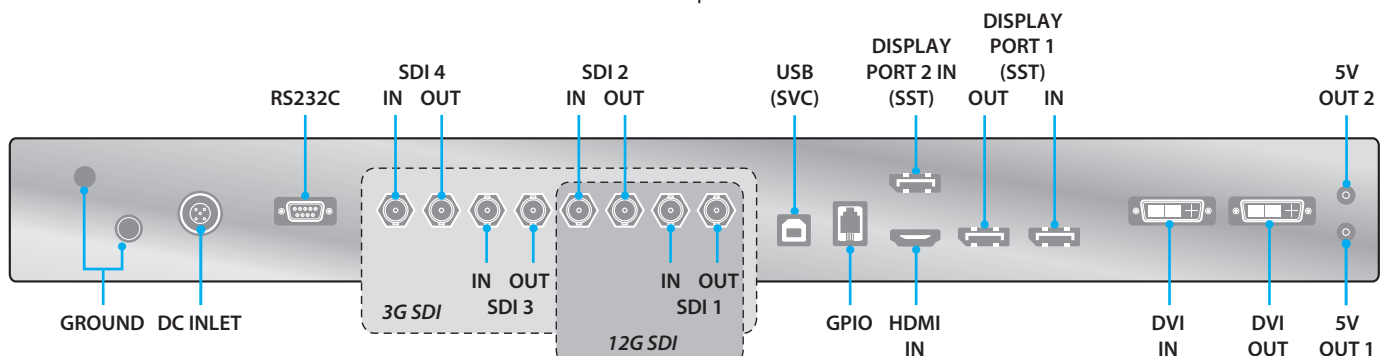 DISPLAY
PORT 1
(SST)
OUT IN
DISPLAY
PORT 2 IN
(SST)
SDI 4
IN OUT
SDI 2
IN OUT
USB
(SVC)
5V
OUT 2
RS232C
IN OUT
SDI 3
IN OUT
SDI 1
3G SDI
12G SDI
GROUND
DC INLET
GPIO
HDMI
IN
DVI
IN
DVI
OUT
5V
OUT 1